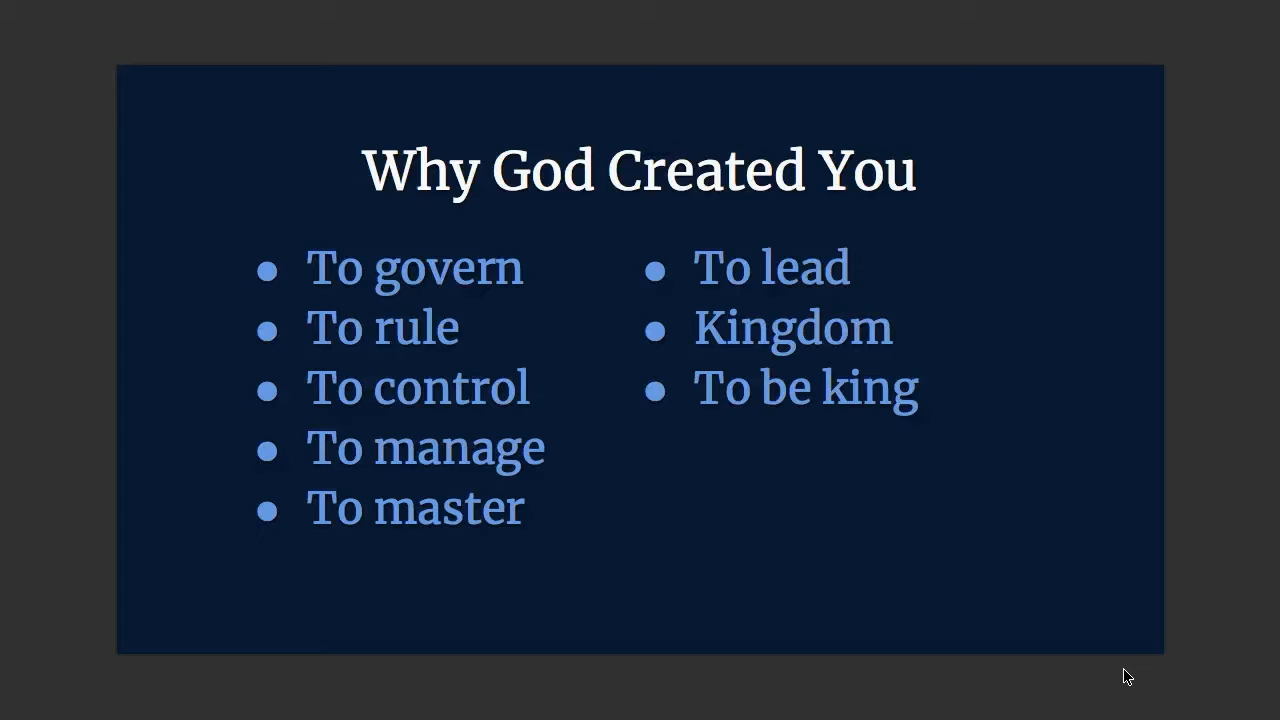 Why God Created You
● To govern
● To rule
● To control
● To manage
● To master
● To lead
● Kingdom
● To be king